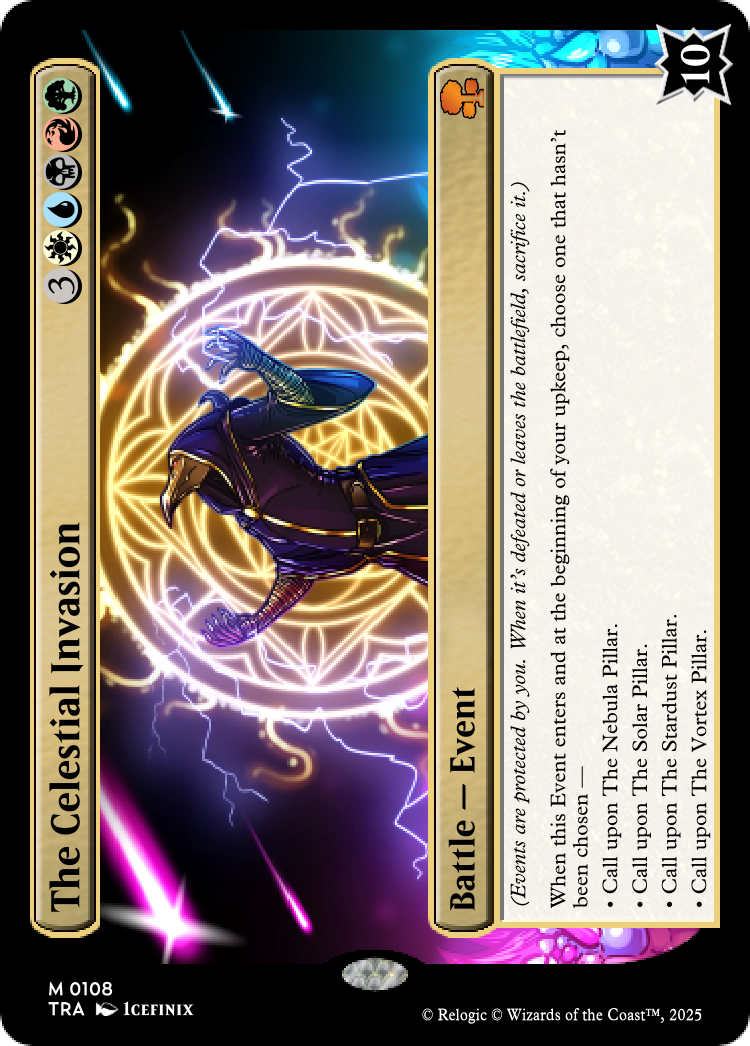 The Celestial Invasion
3
Battle — Event
(Events are protected by you. When it's defeated or leaves the battlefield, sacrifice it.)
When this Event enters and at the beginning of your upkeep, choose one that hasn't
been chosen —
• Call upon The Nebula Pillar.
• Call upon The Solar Pillar.
• Call upon The Stardust Pillar.
• Call upon The Vortex Pillar.
10
M 0108
TRA Icefinix
© Relogic © Wizards of the Coast™, 2025